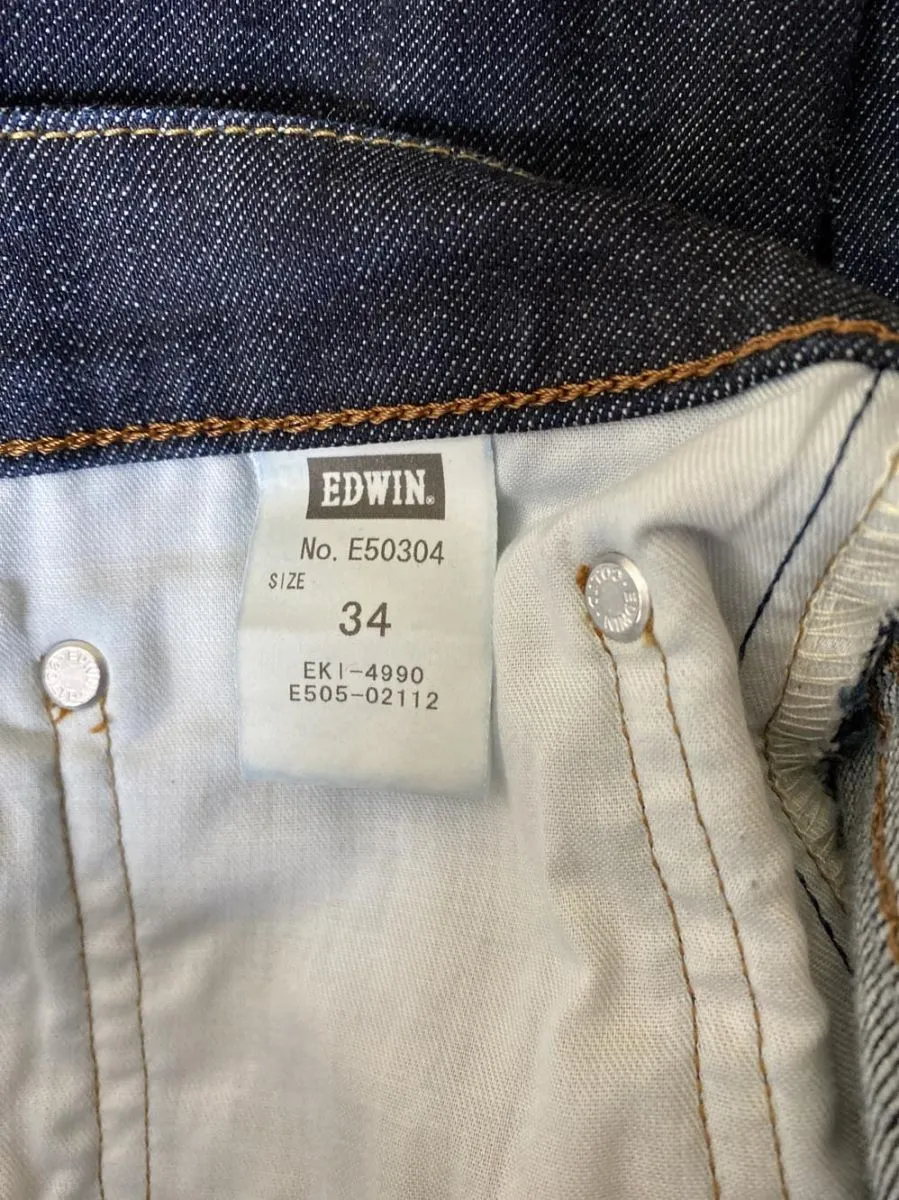 EDWIN®
No. E50304
SIZE
34
EKI-4990
E505-02112